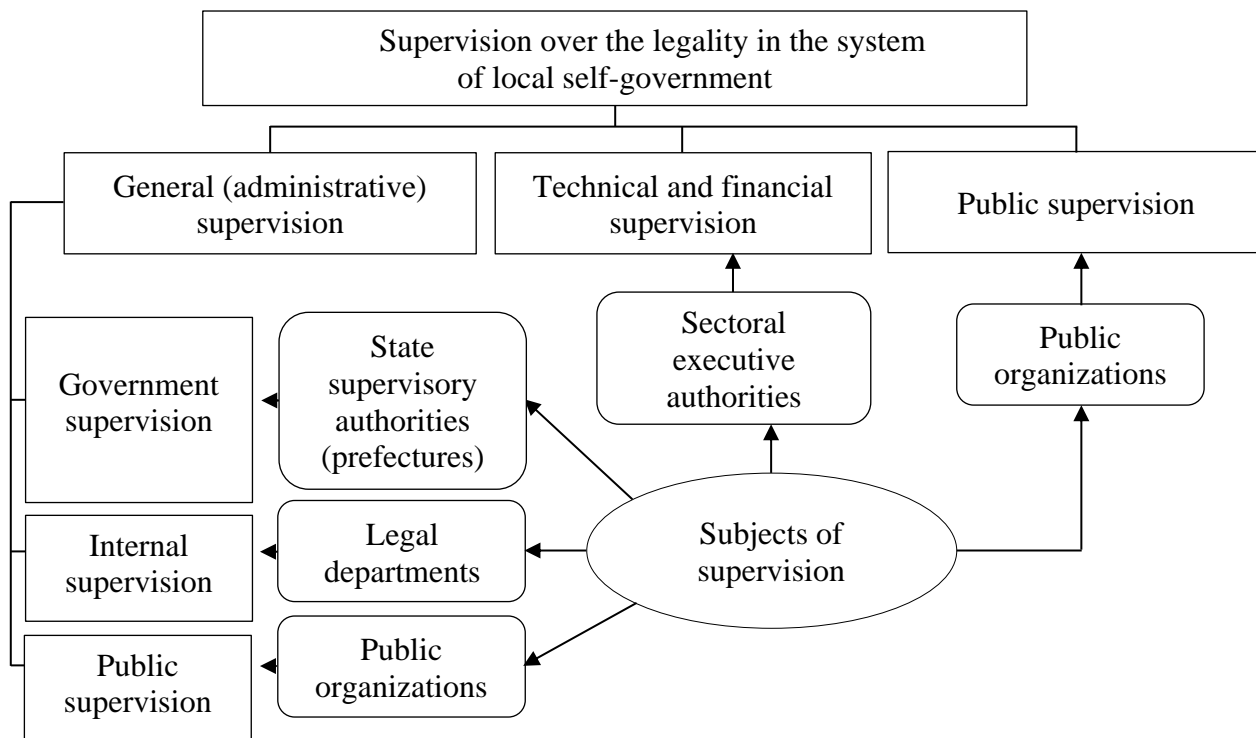 Supervision over the legality in the system
of local self-government
General (administrative)
supervision
Technical and financial
supervision
Public supervision
Sectoral
executive
authorities
Public
organizations
Government
supervision
State
supervisory
authorities
(prefectures)
Internal
supervision
Legal
departments
Subjects of
supervision
Public
supervision
Public
organizations